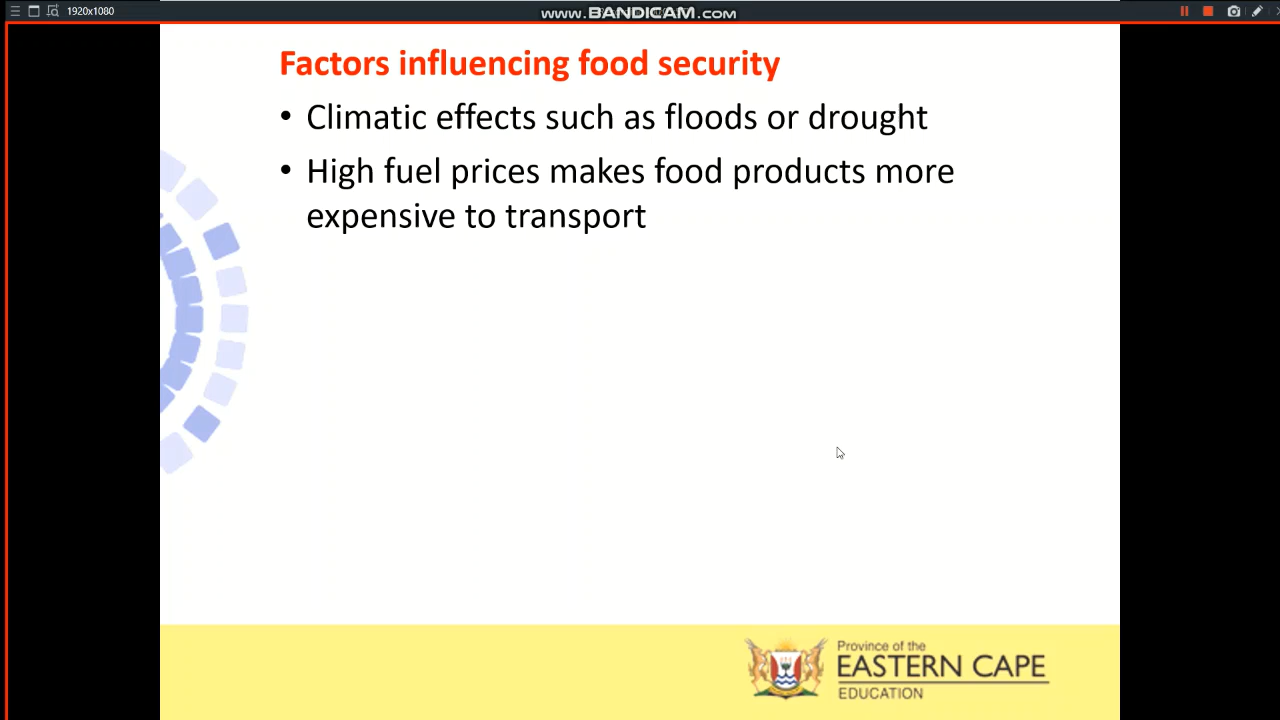 1920x1080
www.BANDICAM.com
Factors influencing food security
• Climatic effects such as floods or drought
• High fuel prices makes food products more
expensive to transport
Province of the
EASTERN CAPE
EDUCATION